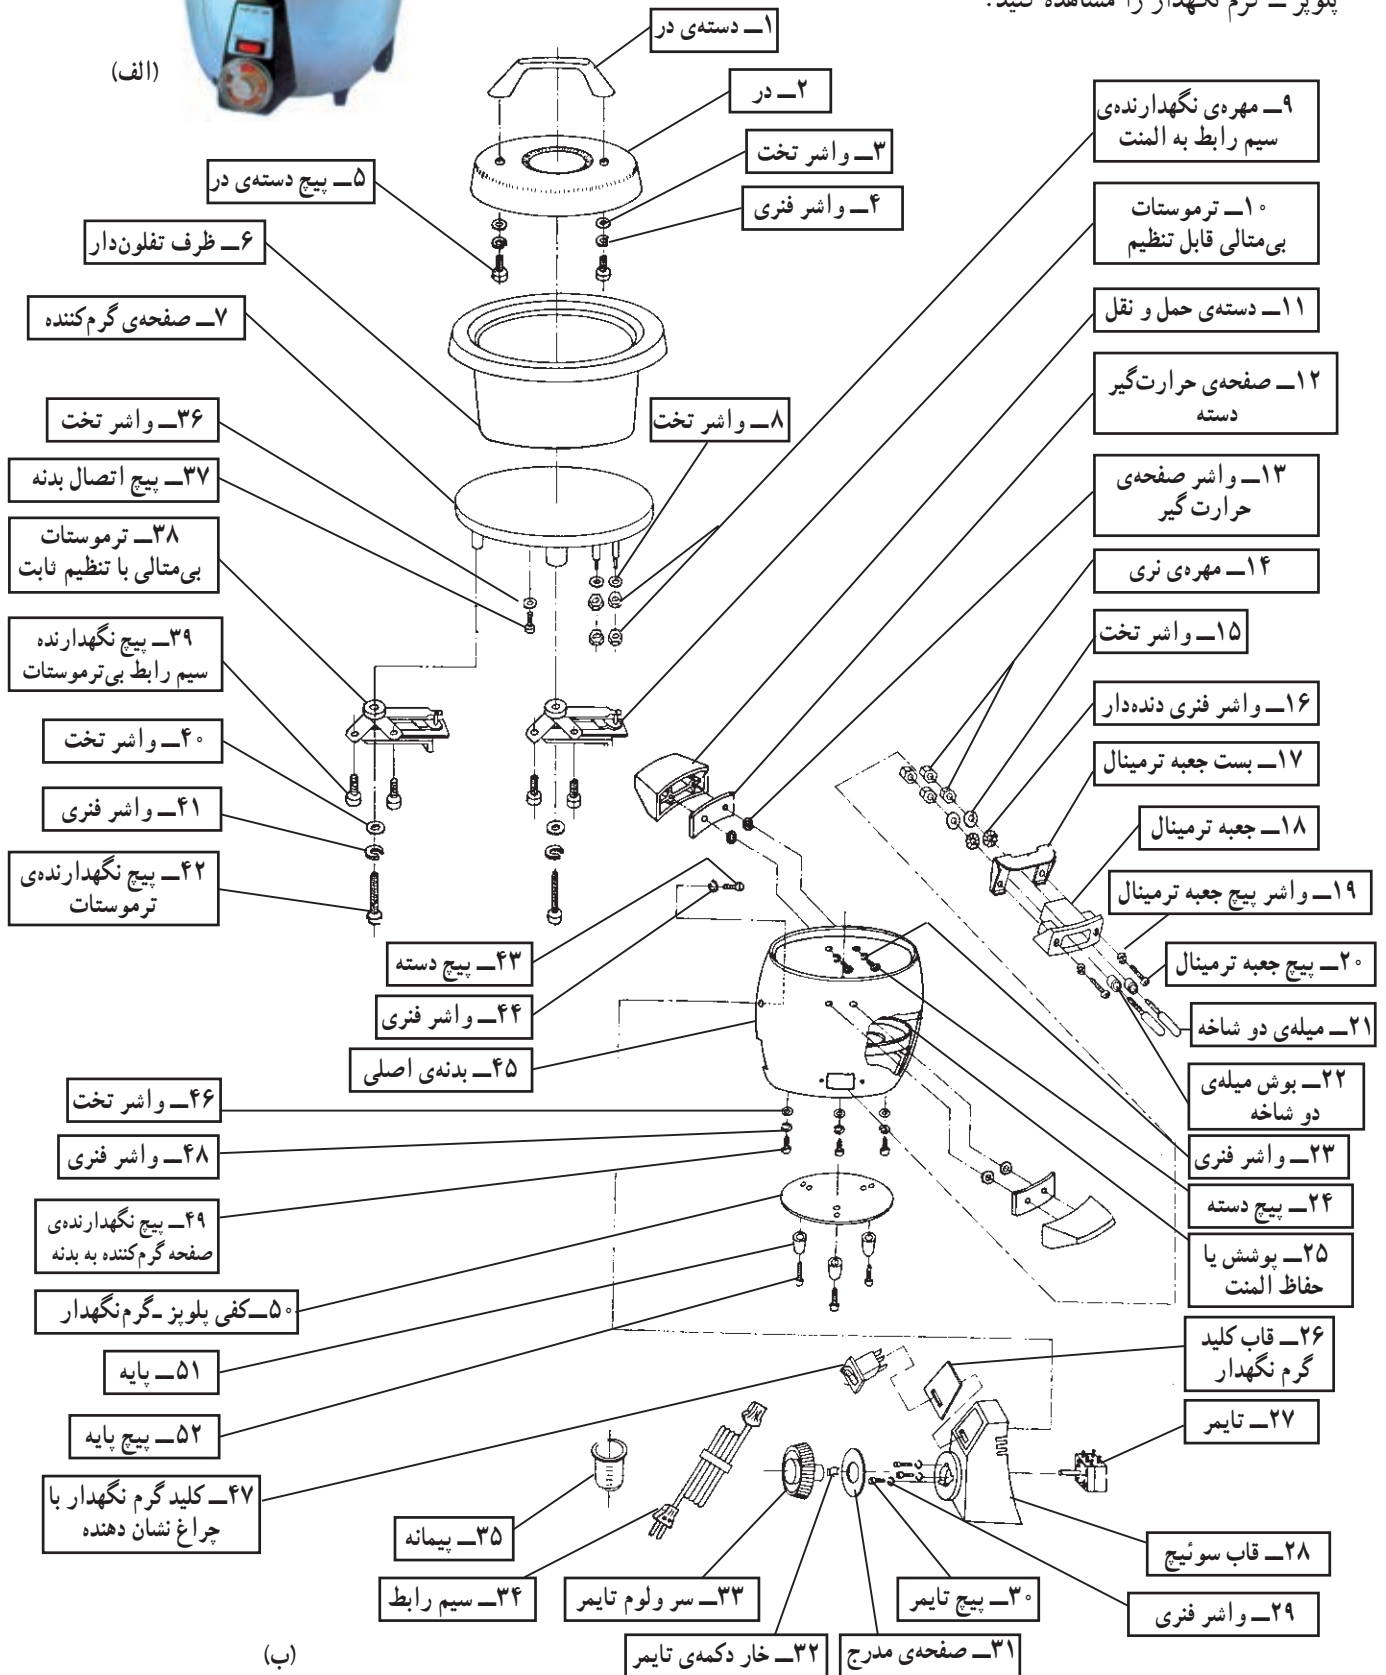 پلوپز ـ گرم نگهدار را مشاهده کنید.
(الف)
۱ــ دسته‌ی در
۲ــ در
۳ــ واشر تخت
۴ــ واشر فنری
۵ــ پیچ دسته‌ی در
۶ــ ظرف تفلون‌دار
۷ــ صفحه‌ی گرم‌کننده
۸ــ واشر تخت
۹ــ مهره‌ی نگهدارنده‌ی
سیم رابط به المنت
۱۰ــ ترموستات
بی‌متالی قابل تنظیم
۱۱ــ دسته‌ی حمل و نقل
۱۲ــ صفحه‌ی حرارت‌گیر
دسته
۱۳ــ واشر صفحه‌ی
حرارت گیر
۱۴ــ مهره‌ی نری
۱۵ــ واشر تخت
۱۶ــ واشر فنری دنده‌دار
۱۷ــ بست جعبه ترمینال
۱۸ــ جعبه ترمینال
۱۹ــ واشر پیچ جعبه ترمینال
۲۰ــ پیچ جعبه ترمینال
۲۱ــ میله‌ی دو شاخه
۲۲ــ بوش میله‌ی
دو شاخه
۲۳ــ واشر فنری
۲۴ــ پیچ دسته
۲۵ــ پوشش یا
حفاظ المنت
۲۶ــ قاب کلید
گرم نگهدار
۲۷ــ تایمر
۲۸ــ قاب سوئیچ
۲۹ــ واشر فنری
۳۰ــ پیچ تایمر
۳۱ــ صفحه‌ی مدرج
۳۲ــ خار دکمه‌ی تایمر
۳۳ــ سر ولوم تایمر
۳۴ــ سیم رابط
۳۵ــ پیمانه
۳۶ــ واشر تخت
۳۷ــ پیچ اتصال بدنه
۳۸ــ ترموستات
بی‌متالی با تنظیم ثابت
۳۹ــ پیچ نگهدارنده
سیم رابط بی‌ترموستات
۴۰ــ واشر تخت
۴۱ــ واشر فنری
۴۲ــ پیچ نگهدارنده‌ی
ترموستات
۴۳ــ پیچ دسته
۴۴ــ واشر فنری
۴۵ــ بدنه‌ی اصلی
۴۶ــ واشر تخت
۴۸ــ واشر فنری
۴۹ــ پیچ نگهدارنده‌ی
صفحه گرم‌کننده به بدنه
۵۰ــکفی پلوپز ـگرم‌نگهدار
۵۱ــ پایه
۵۲ــ پیچ پایه
۴۷ــ کلید گرم نگهدار با
چراغ نشان دهنده
(ب)